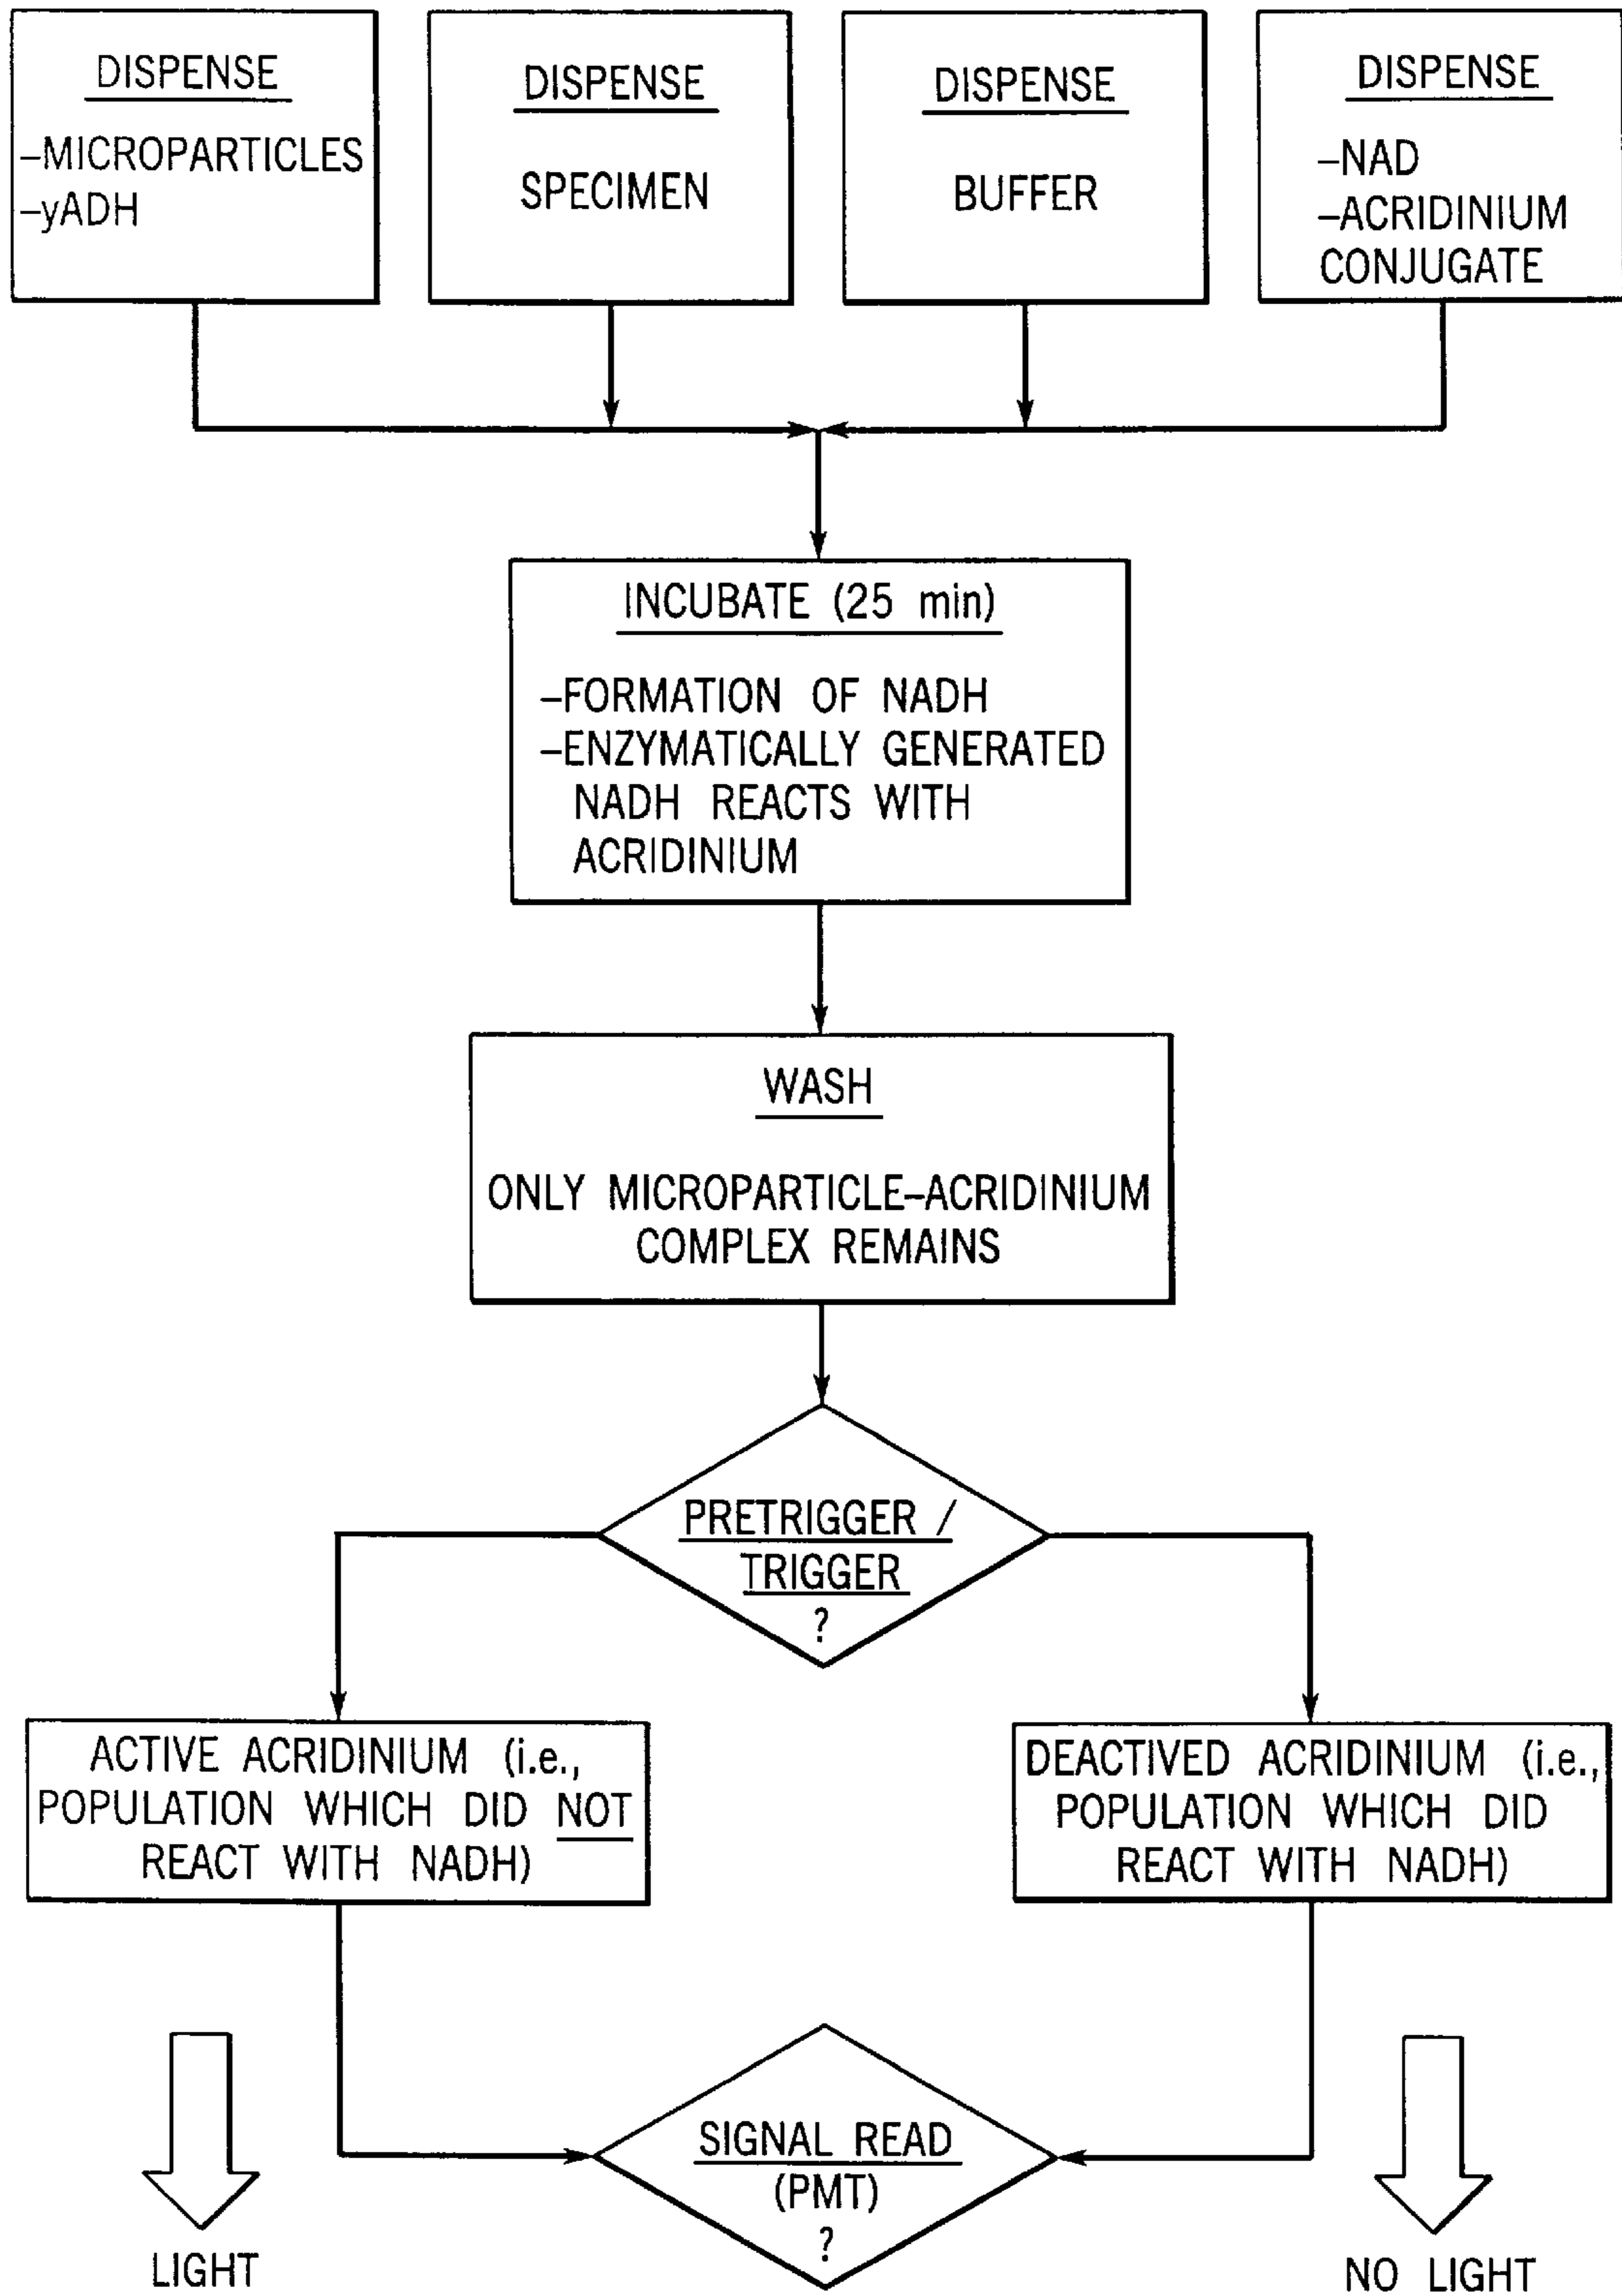 DISPENSE
–MICROPARTICLES
–yADH
DISPENSE
SPECIMEN
DISPENSE
BUFFER
DISPENSE
–NAD
–ACRIDINIUM
CONJUGATE
INCUBATE (25 min)
–FORMATION OF NADH
–ENZYMATICALLY GENERATED
NADH REACTS WITH
ACRIDINIUM
WASH
ONLY MICROPARTICLE–ACRIDINIUM
COMPLEX REMAINS
PRETRIGGER /
TRIGGER
?
ACTIVE ACRIDINIUM (i.e.,
POPULATION WHICH DID NOT
REACT WITH NADH)
DEACTIVED ACRIDINIUM (i.e.,
POPULATION WHICH DID
REACT WITH NADH)
SIGNAL READ
(PMT)
?
LIGHT
NO LIGHT